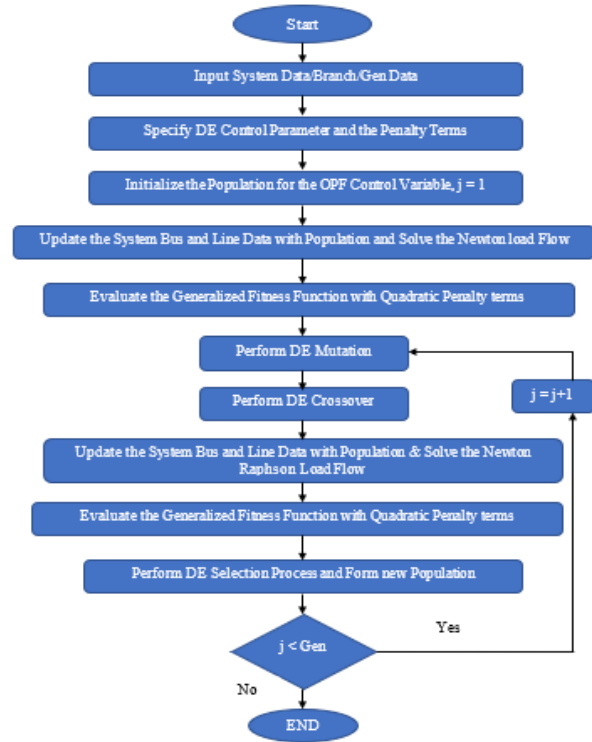 Start
Input System Data/Branch/Gen Data
Specify DE Control Parameter and the Penalty Terms
Initialize the Population for the OPF Control Variable, j = 1
Update the System Bus and Line Data with Population and Solve the Newton load Flow
Evaluate the Generalized Fitness Function with Quadratic Penalty terms
Perform DE Mutation
j = j+1
Perform DE Crossover
Update the System Bus and Line Data with Population & Solve the Newton
Raphson Load Flow
Evaluate the Generalized Fitness Function with Quadratic Penalty terms
Perform DE Selection Process and Form new Population
Yes
j < Gen
No
END